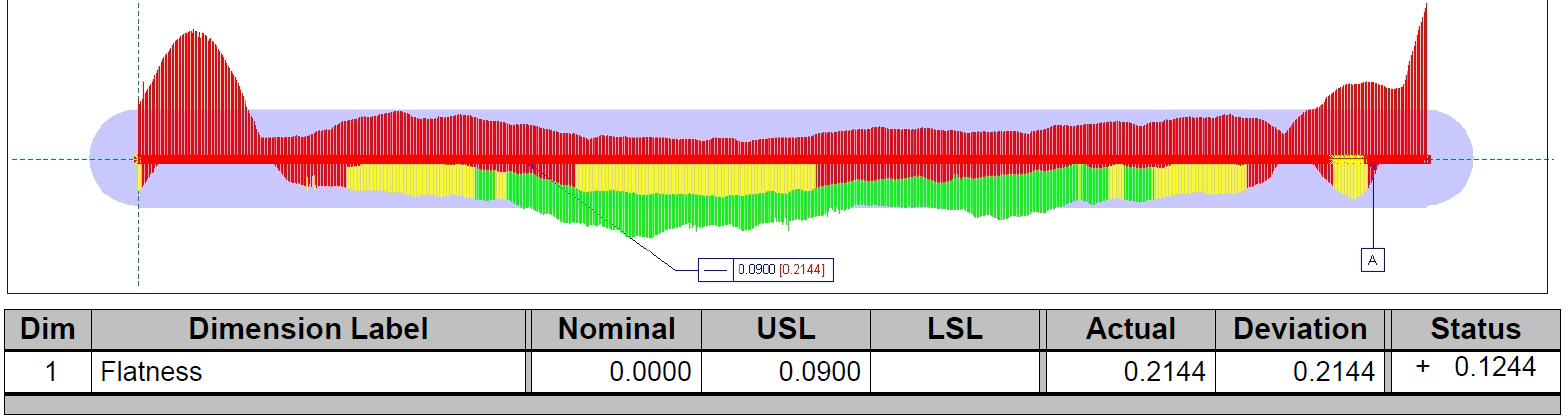 — 0.0900 [0.2144]
A
Dim Dimension Label Nominal USL LSL Actual Deviation Status
1 Flatness 0.0000 0.0900 0.2144 0.2144 + 0.1244